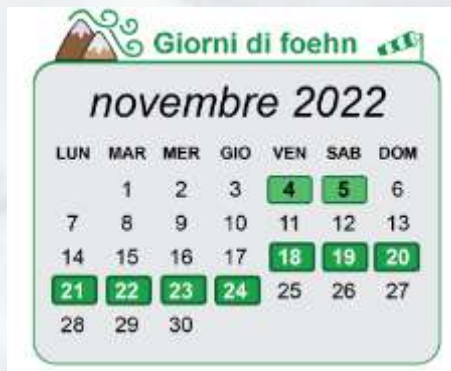 Giorni di foehn
novembre 2022
LUN MAR MER GIO VEN SAB DOM
1 2 3 4 5 6
7 8 9 10 11 12 13
14 15 16 17 18 19 20
21 22 23 24 25 26 27
28 29 30